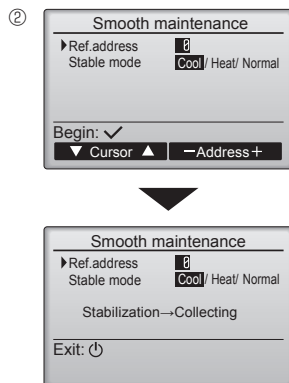 ②
Smooth maintenance
▶Ref.address 0
Stable mode Cool / Heat/ Normal
Begin: ✓
▼ Cursor ▲ −Address+
Smooth maintenance
▶Ref.address 0
Stable mode Cool / Heat/ Normal
Stabilization→Collecting
Exit: ⏻